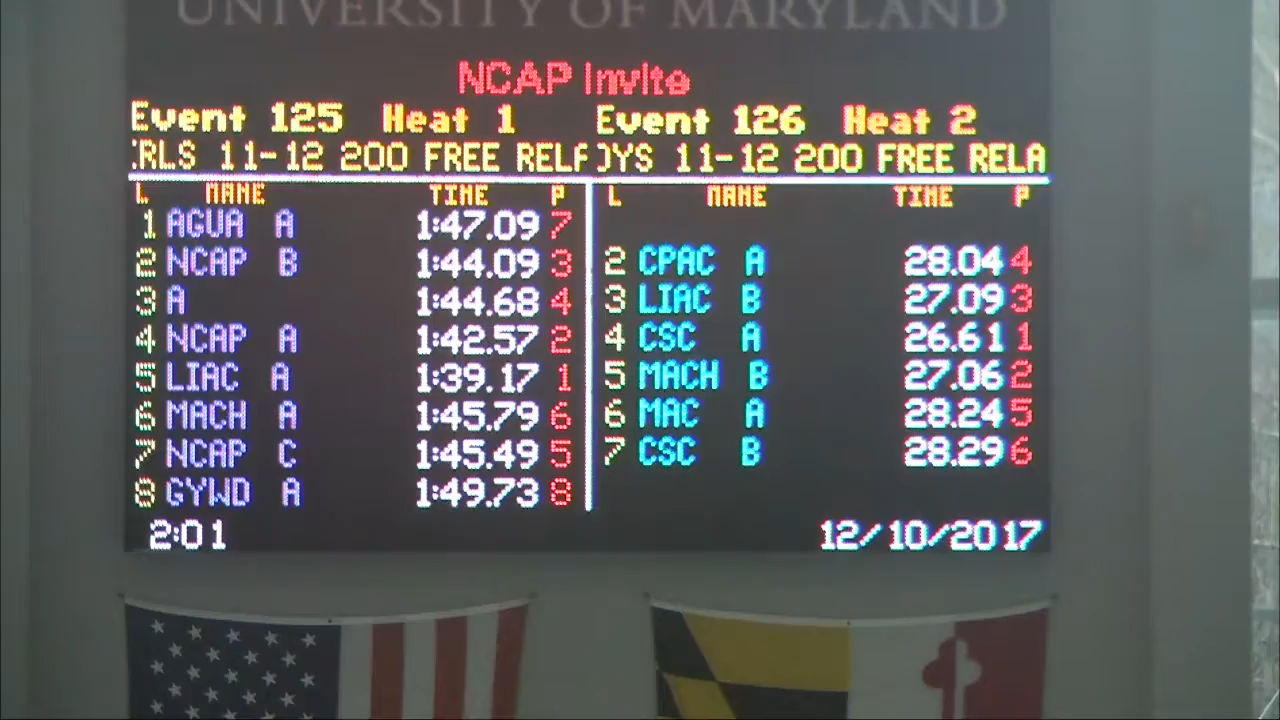 UNIVERSITY OF MARYLAND
NCAP Invite
Event 125 Heat 1 Event 126 Heat 2
RLS 11-12 200 FREE REL OYS 11-12 200 FREE RELA
L NAME TIME P L NAME TIME P
1 AGUA A 1:47.09 7
2 NCAP B 1:44.09 3 2 CPAC A 28.04 4
3 A 1:44.68 4 3 LIAC B 27.09 3
4 NCAP A 1:42.57 2 4 CSC A 26.61 1
5 LIAC A 1:39.17 1 5 MACH B 27.06 2
6 MACH A 1:45.79 6 6 MAC A 28.24 5
7 NCAP C 1:45.49 5 7 CSC B 28.29 6
8 GYWD A 1:49.73 8
2:01 12/10/2017